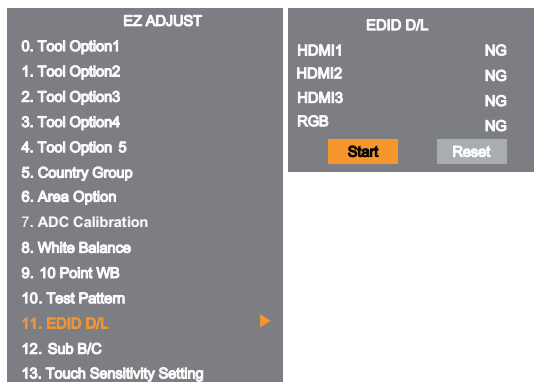 EZ ADJUST
0. Tool Option1
1. Tool Option2
2. Tool Option3
3. Tool Option4
4. Tool Option 5
5. Country Group
6. Area Option
7. ADC Calibration
8. White Balance
9. 10 Point WB
10. Test Pattern
11. EDID D/L
12. Sub B/C
13. Touch Sensitivity Setting
EDID D/L
HDMI1 NG
HDMI2 NG
HDMI3 NG
RGB NG
Start Reset